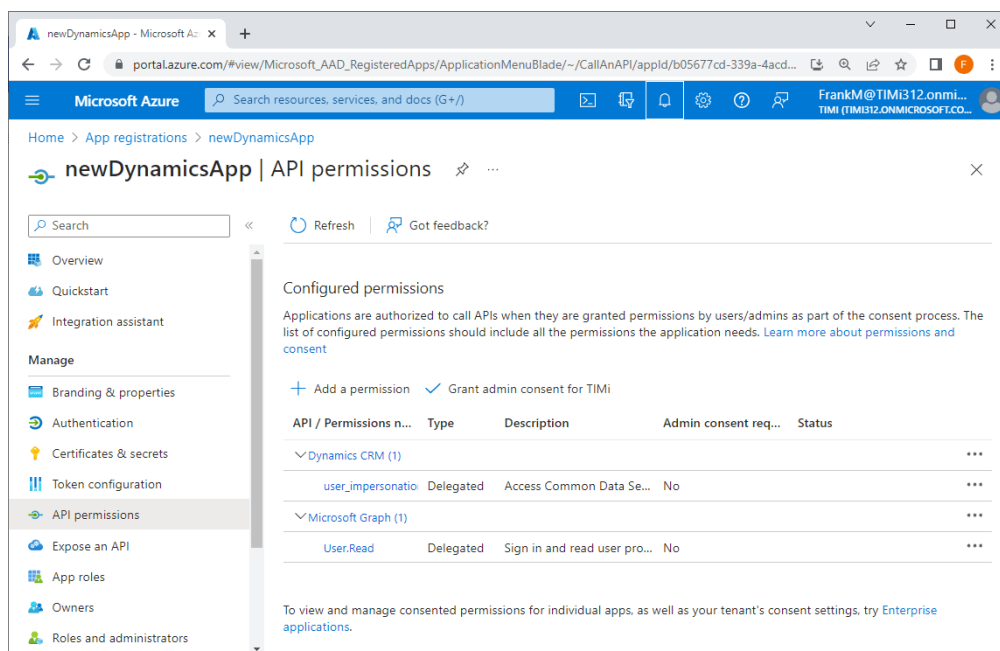 newDynamicsApp - Microsoft Az
portal.azure.com/#view/Microsoft_AAD_RegisteredApps/ApplicationMenuBlade/~/CallAnAPI/appId/b05677cd-339a-4acd...
F
Microsoft Azure
Search resources, services, and docs (G+/)
FrankM@TIMi312.onmi...
TIMI (TIMI312.ONMICROSOFT.CO...
Home > App registrations > newDynamicsApp
newDynamicsApp | API permissions
Search
Refresh
Got feedback?
Overview
Quickstart
Integration assistant
Manage
Branding & properties
Authentication
Certificates & secrets
Token configuration
API permissions
Expose an API
App roles
Owners
Roles and administrators
Configured permissions
Applications are authorized to call APIs when they are granted permissions by users/admins as part of the consent process. The
list of configured permissions should include all the permissions the application needs. Learn more about permissions and
consent
Add a permission
Grant admin consent for TIMi
API / Permissions n... Type Description Admin consent req... Status
Dynamics CRM (1)
user_impersonatio Delegated Access Common Data Se... No
Microsoft Graph (1)
User.Read Delegated Sign in and read user pro... No
To view and manage consented permissions for individual apps, as well as your tenant's consent settings, try Enterprise
applications.